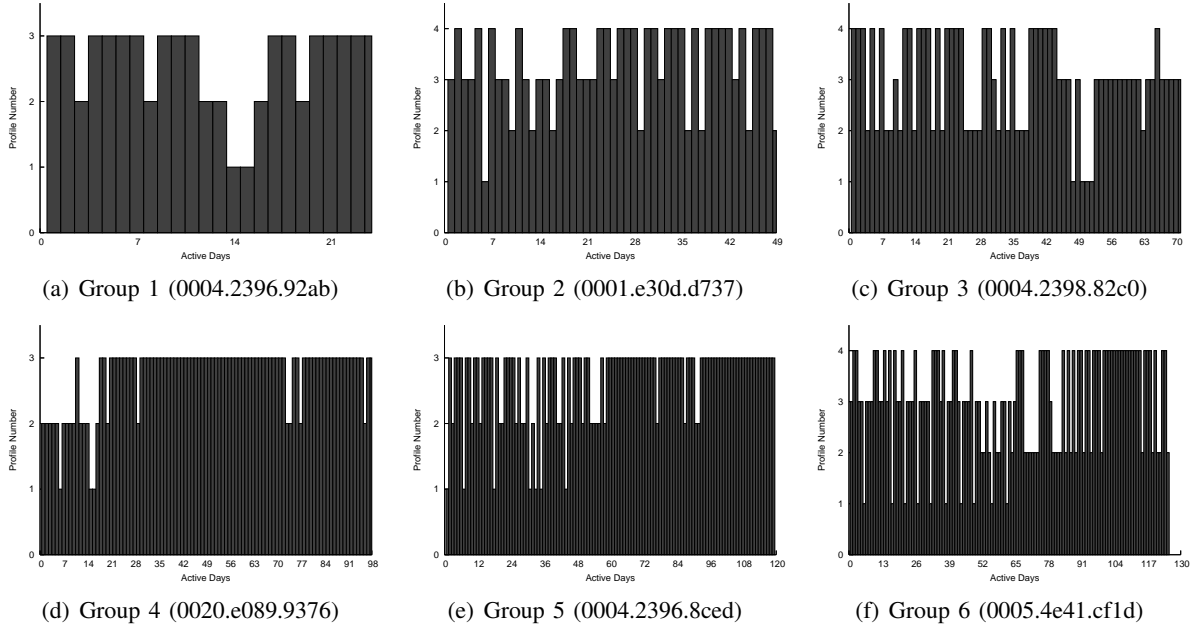 3
2
1
0
Profile Number
0 7 14 21
Active Days
(a) Group 1 (0004.2396.92ab)
4
3
2
1
0
Profile Number
0 7 14 21 28 35 42 49
Active Days
(b) Group 2 (0001.e30d.d737)
4
3
2
1
0
Profile Number
0 7 14 21 28 35 42 49 56 63 70
Active Days
(c) Group 3 (0004.2398.82c0)
3
2
1
0
Profile Number
0 7 14 21 28 35 42 49 56 63 70 77 84 91 98
Active Days
(d) Group 4 (0020.e089.9376)
3
2
1
0
Profile Number
0 12 24 36 48 60 72 84 96 108 120
Active Days
(e) Group 5 (0004.2396.8ced)
4
3
2
1
0
Profile Number
0 13 26 39 52 65 78 91 104 117 130
Active Days
(f) Group 6 (0005.4e41.cf1d)